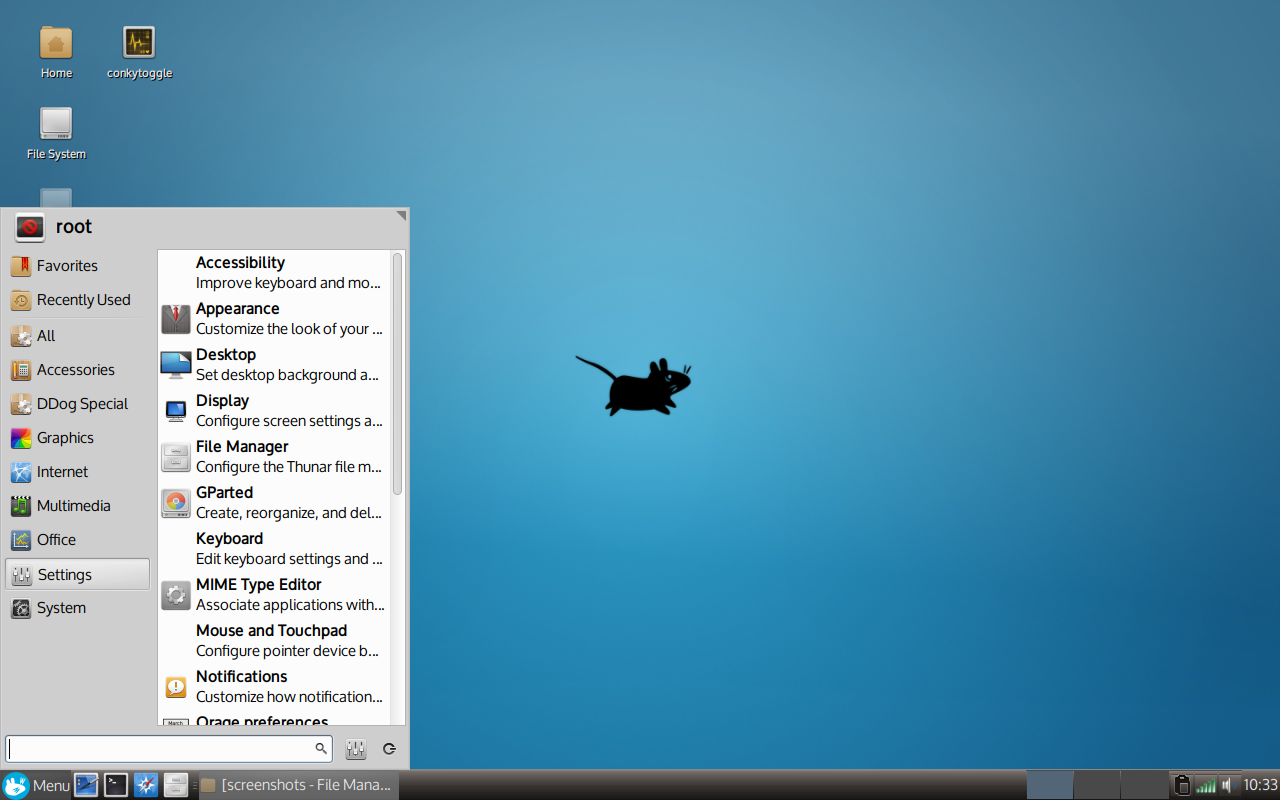 Home
conkytoggle
File System
root
Favorites
Recently Used
All
Accessories
DDog Special
Graphics
Internet
Multimedia
Office
Settings
System
Accessibility
Improve keyboard and mo...
Appearance
Customize the look of your ...
Desktop
Set desktop background a...
Display
Configure screen settings a...
File Manager
Configure the Thunar file m...
GParted
Create, reorganize, and del...
Keyboard
Edit keyboard settings and ...
MIME Type Editor
Associate applications with...
Mouse and Touchpad
Configure pointer device b...
Notifications
Customize how notification...
March
Orage preferences
Menu
[screenshots - File Mana...
10:33